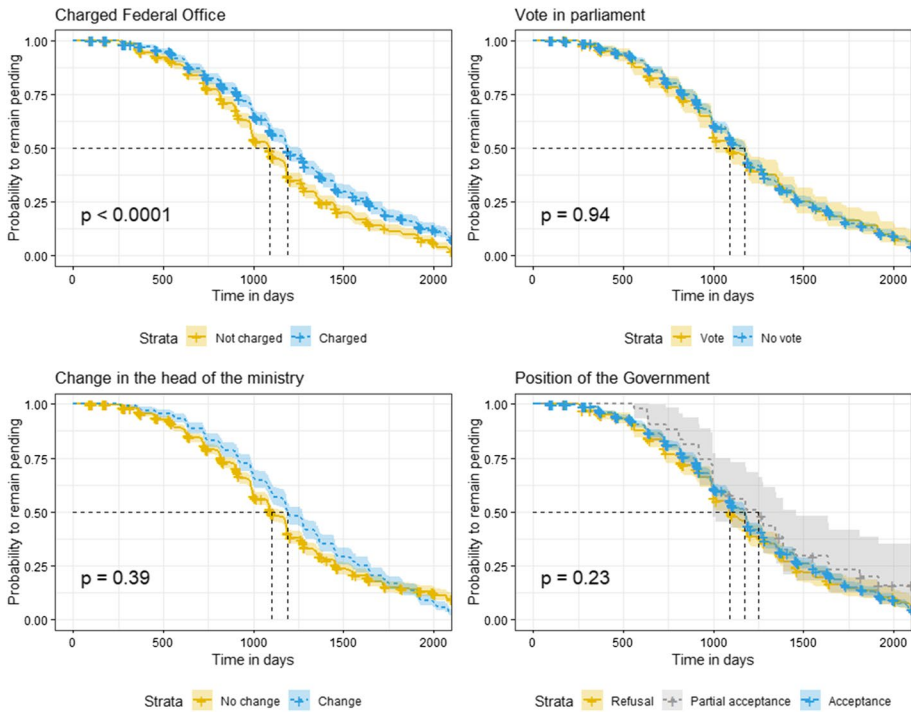 Charged Federal Office
Probability to remain pending
1.00
0.75
0.50
0.25
0.00
p < 0.0001
0 500 1000 1500 2000
Time in days
Strata Not charged Charged
Vote in parliament
Probability to remain pending
1.00
0.75
0.50
0.25
0.00
p = 0.94
0 500 1000 1500 2000
Time in days
Strata Vote No vote
Change in the head of the ministry
Probability to remain pending
1.00
0.75
0.50
0.25
0.00
p = 0.39
0 500 1000 1500 2000
Time in days
Strata No change Change
Position of the Government
Probability to remain pending
1.00
0.75
0.50
0.25
0.00
p = 0.23
0 500 1000 1500 2000
Time in days
Strata Refusal Partial acceptance Acceptance